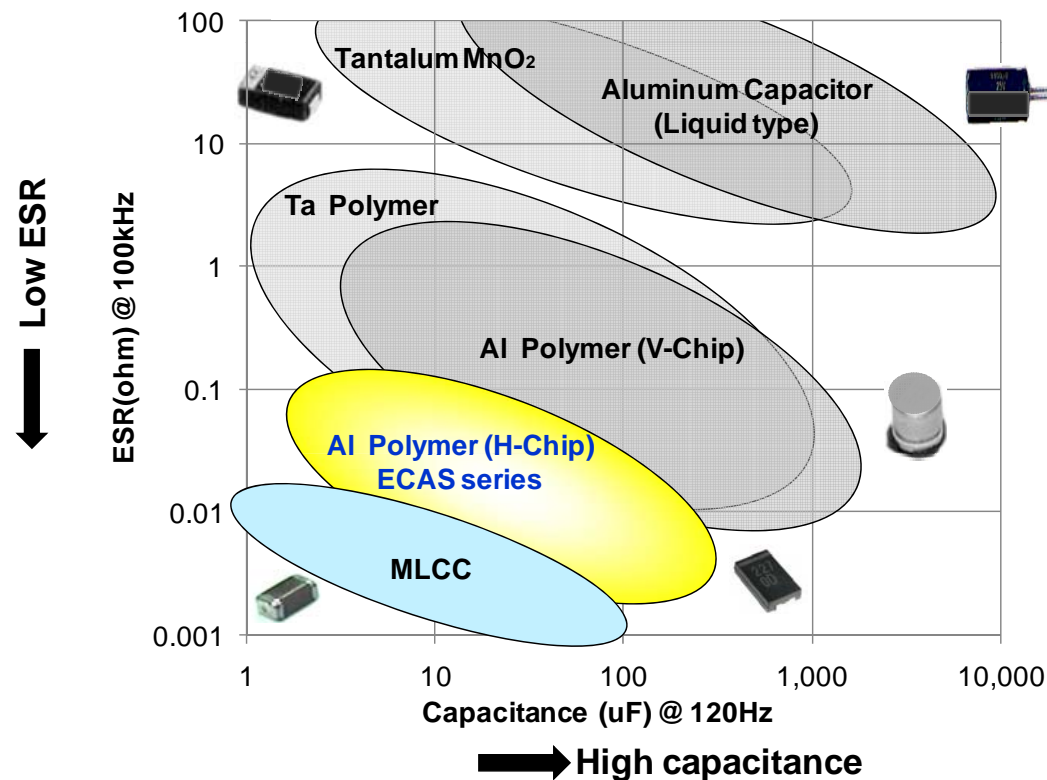 100
10
1
0.1
0.01
0.001
Low ESR
ESR(ohm) @ 100kHz
Tantalum MnO₂
Aluminum Capacitor
(Liquid type)
Ta Polymer
Al Polymer (V-Chip)
Al Polymer (H-Chip)
ECAS series
MLCC
227
0D
1
10
100
1,000
10,000
Capacitance (uF) @ 120Hz
High capacitance